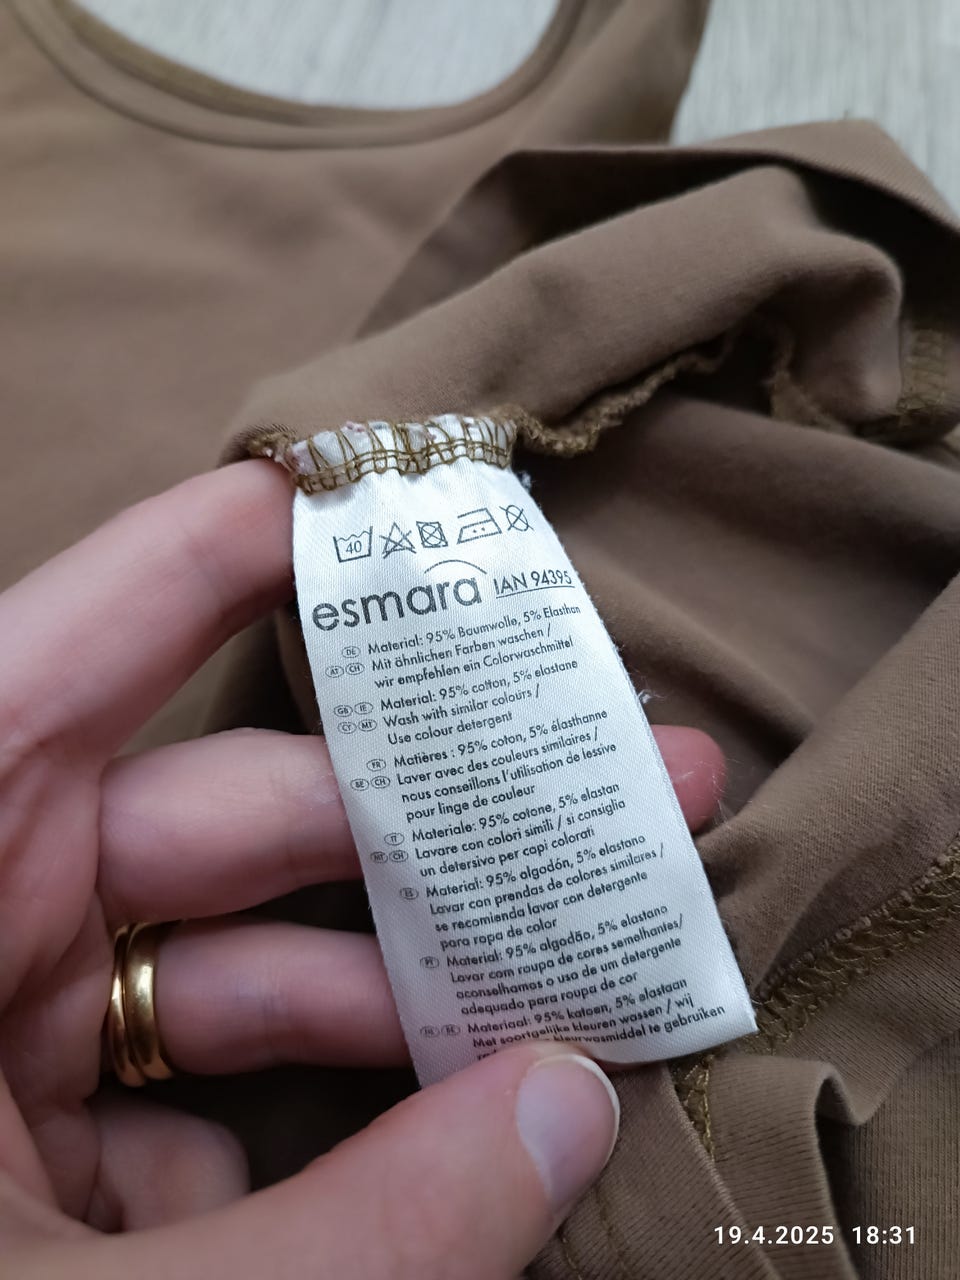 40
esmara IAN 94395
DE Material: 95% Baumwolle, 5% Elasthan
AT CH Mit ähnlichen Farben waschen /
wir empfehlen ein Colorwaschmittel
GB IE Material: 95% cotton, 5% elastane
CY MT Wash with similar colours /
Use colour detergent
FR Matières : 95% coton, 5% élasthanne
BE CH Laver avec des couleurs similaires /
nous conseillons l'utilisation de lessive
pour linge de couleur
IT Materiale: 95% cotone, 5% elastan
MT CH Lavare con colori simili / si consiglia
un detersivo per capi colorati
ES Material: 95% algodón, 5% elastano
Lavar con prendas de colores similares /
se recomienda lavar con detergente
para ropa de color
PT Material: 95% algodão, 5% elastano
Lavar com roupa de cores semelhantes/
aconselhamos o uso de um detergente
adequado para roupa de cor
BE Materiaal: 95% katoen, 5% elastaan
Met soortgelijke kleuren wassen / wij
kleurwasmiddel te gebruiken
19.4.2025 18:31